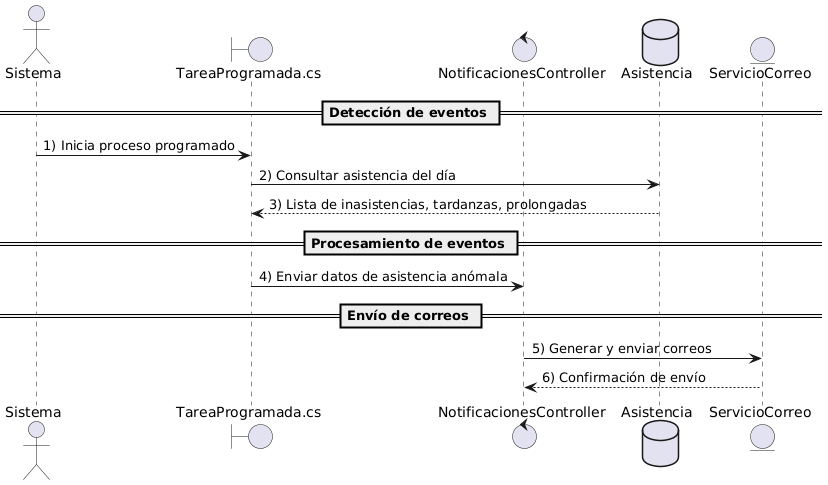 Sistema
TareaProgramada.cs
NotificacionesController
Asistencia
ServicioCorreo
Detección de eventos
1) Inicia proceso programado
2) Consultar asistencia del día
3) Lista de inasistencias, tardanzas, prolongadas
Procesamiento de eventos
4) Enviar datos de asistencia anómala
Envío de correos
5) Generar y enviar correos
6) Confirmación de envío
Sistema
TareaProgramada.cs
NotificacionesController
Asistencia
ServicioCorreo